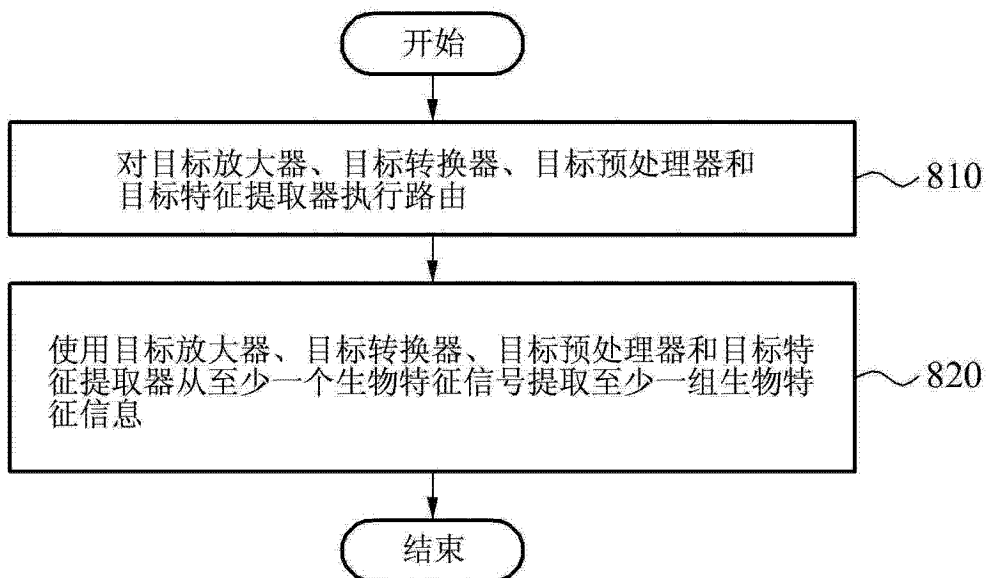 开始
对目标放大器、目标转换器、目标预处理器和
目标特征提取器执行路由
810
使用目标放大器、目标转换器、目标预处理器和目标特
征提取器从至少一个生物特征信号提取至少一组生物特
征信息
820
结束